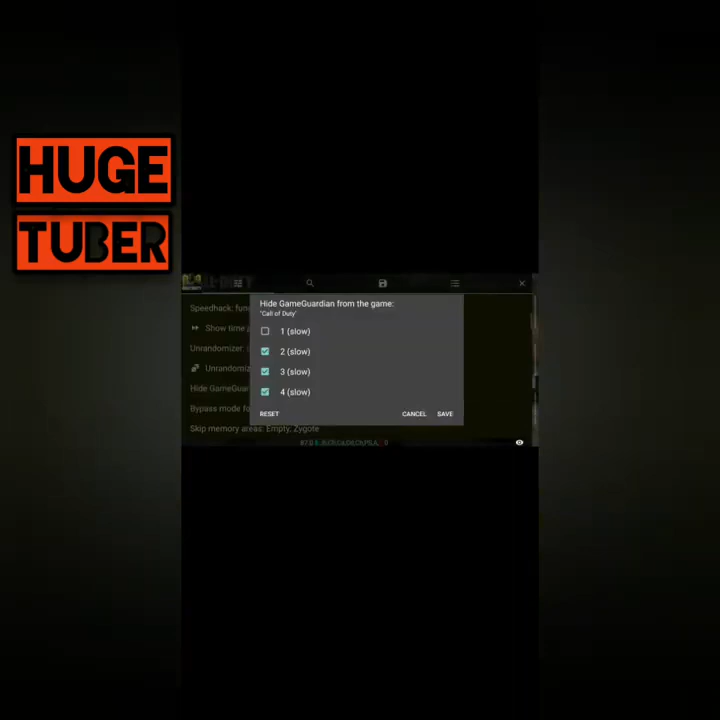 HUGE
TUBER
Hide GameGuardian from the game:
'Call of Duty'
Speedhack: func
1 (slow)
Show time
2 (slow)
Unrandomizer:
3 (slow)
Unrandomiz
4 (slow)
Hide GameGuar
RESET
CANCEL
SAVE
Bypass mode fo
Skip memory areas: Empty; Zygote